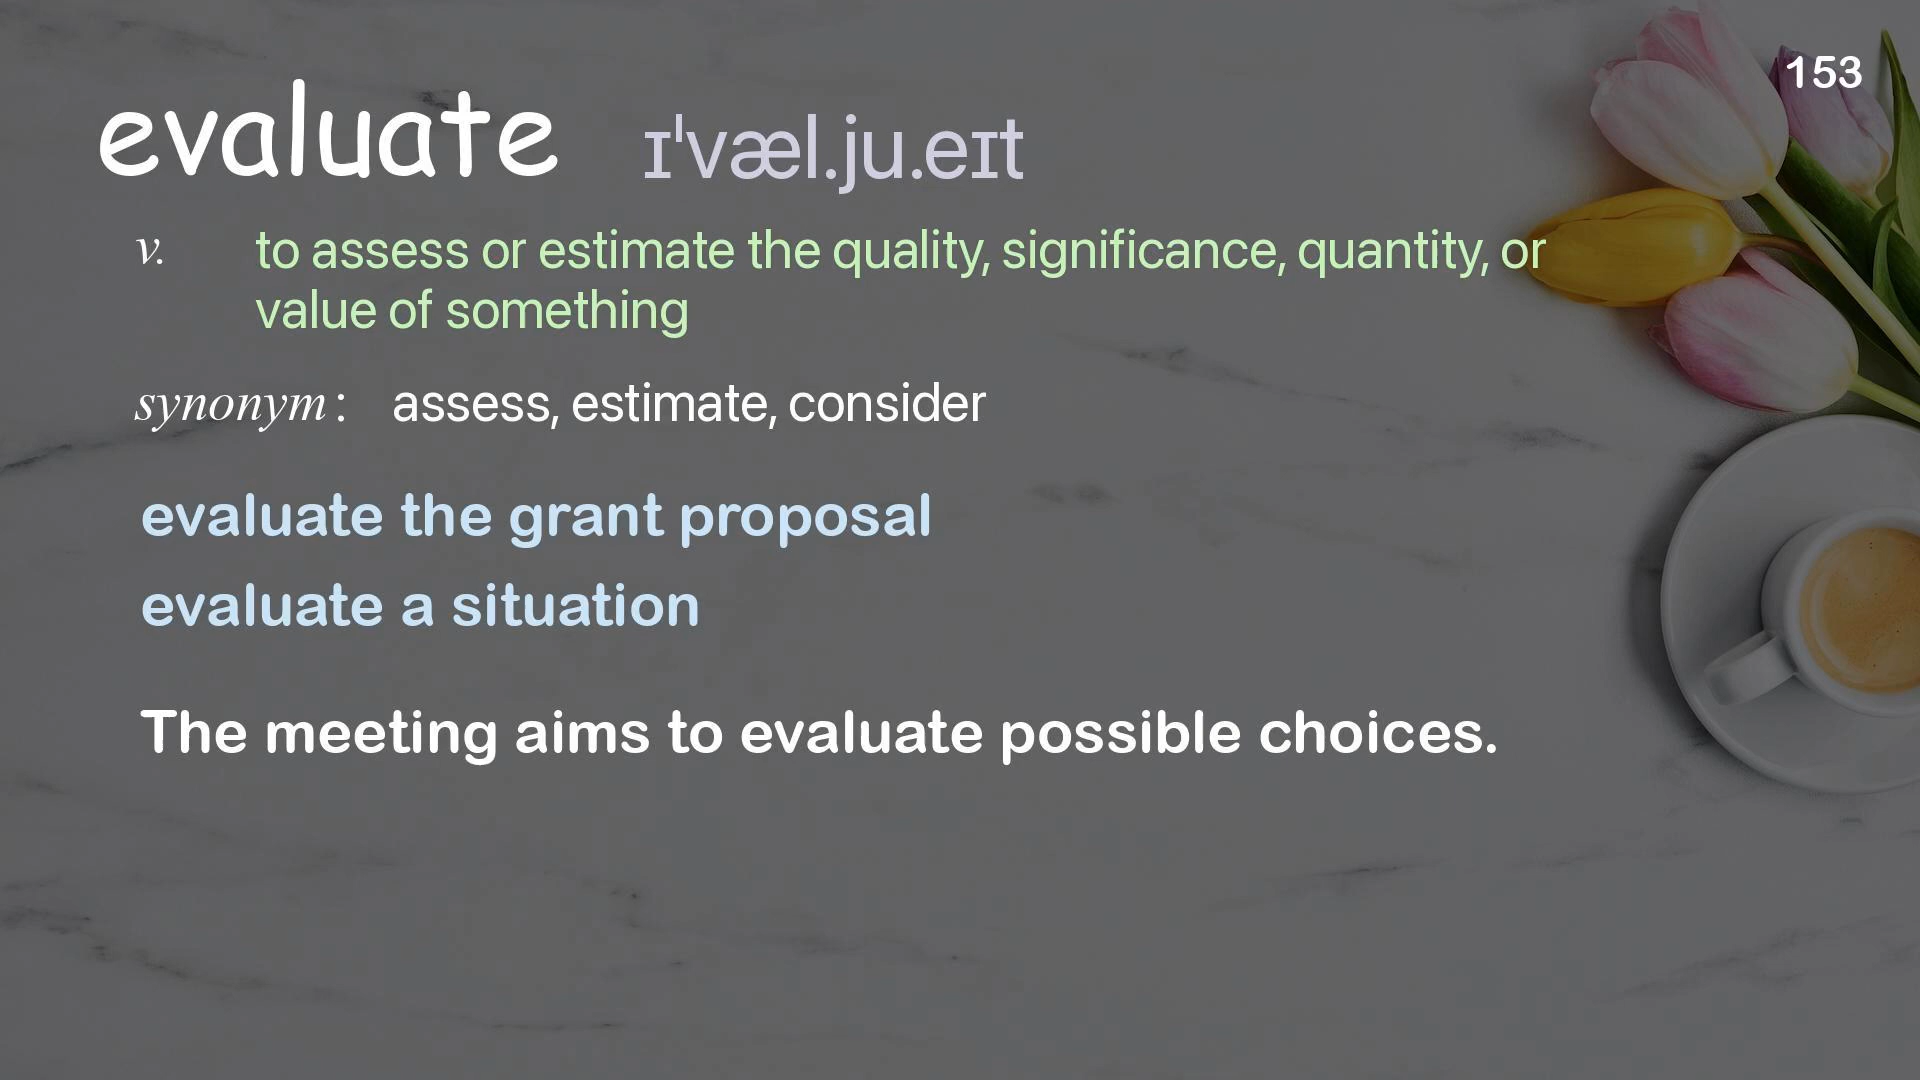 153
evaluate ɪˈvæl.ju.eɪt
v. to assess or estimate the quality, significance, quantity, or
value of something
synonym: assess, estimate, consider
evaluate the grant proposal
evaluate a situation
The meeting aims to evaluate possible choices.